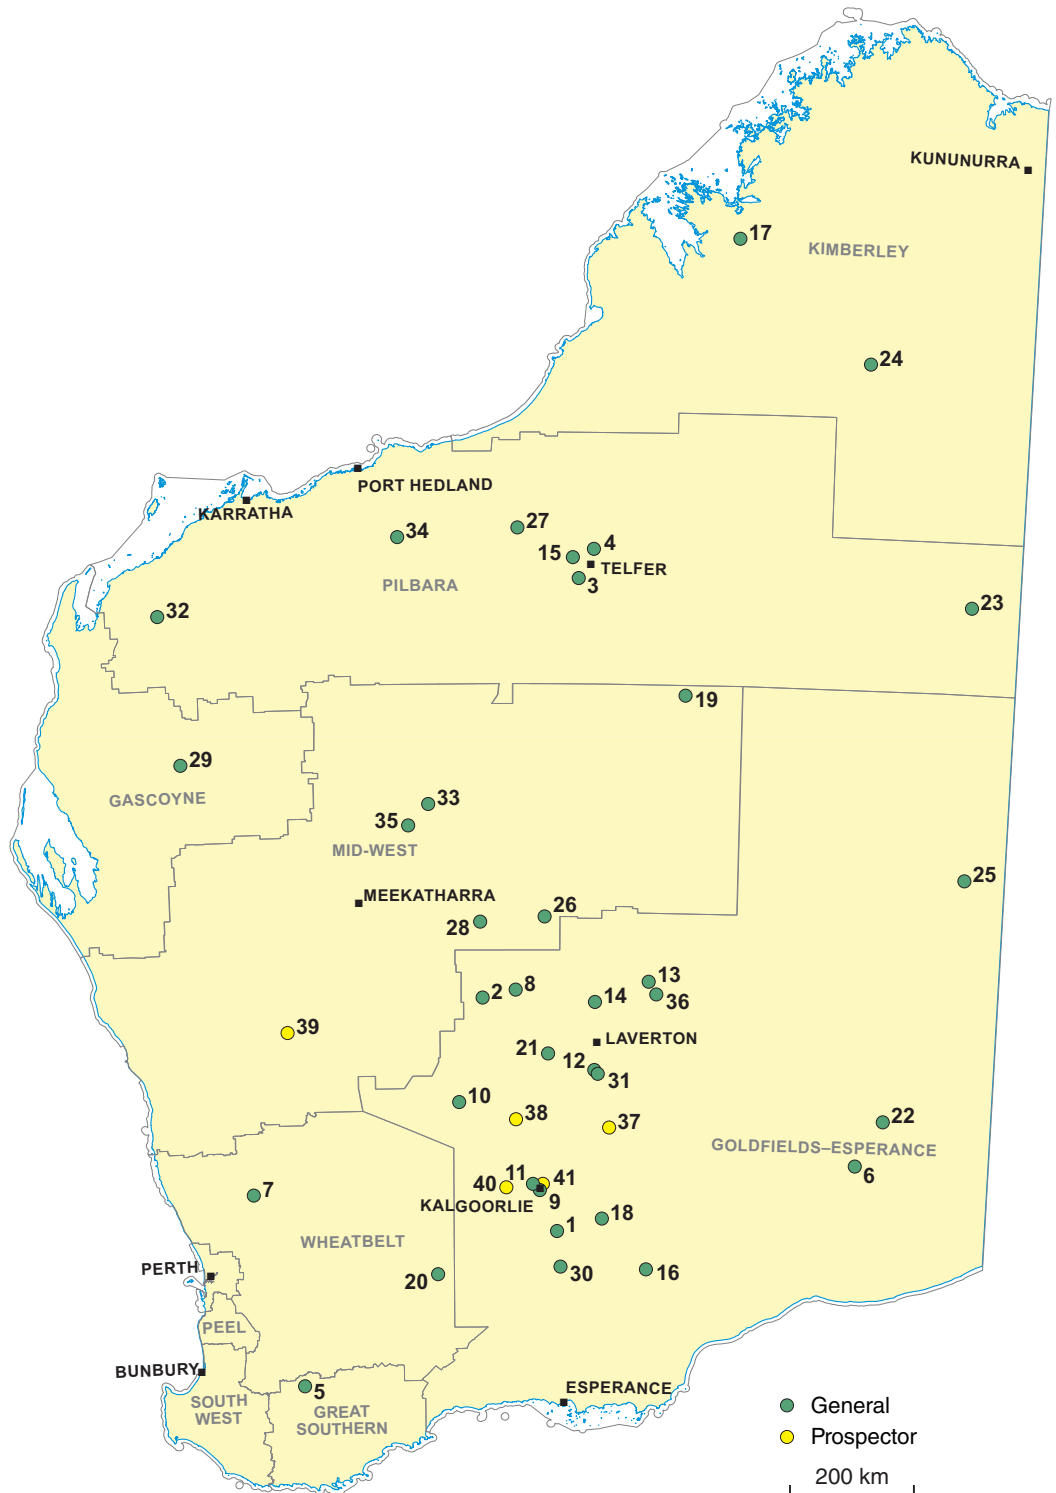 KUNUNURRA
17
KIMBERLEY
24
PORT HEDLAND
KARRATHA
34
27
4
15
TELFER
3
PILBARA
32
23
19
29
GASCOYNE
33
35
MID-WEST
25
MEEKATHARRA
26
28
13
8
2
36
14
39
LAVERTON
21
12
31
10
38
37
22
GOLDFIELDS–ESPERANCE
6
11
41
40
7
9
KALGOORLIE
18
1
WHEATBELT
PERTH
20
30
16
PEEL
BUNBURY
5
ESPERANCE
SOUTH
WEST
GREAT
SOUTHERN
General
Prospector
200 km